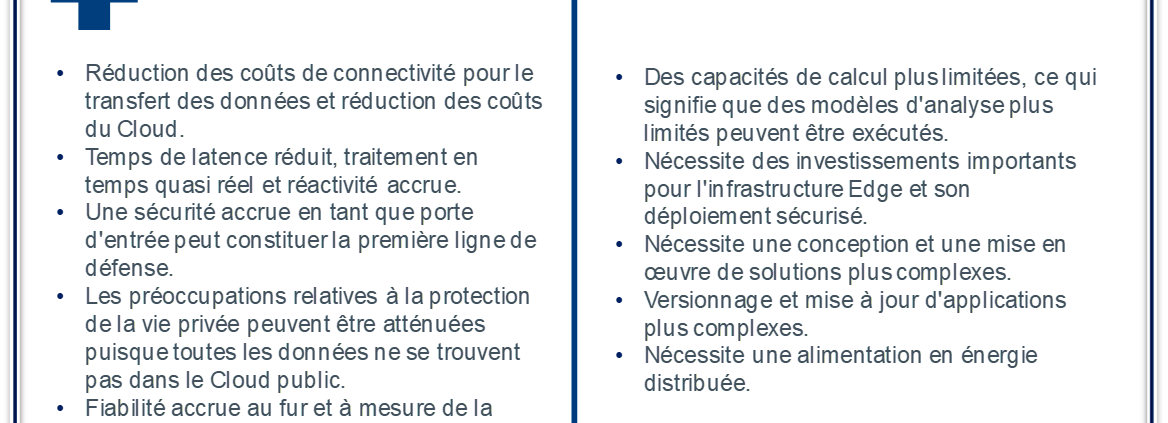 • Réduction des coûts de connectivité pour le
transfert des données et réduction des coûts
du Cloud.
• Temps de latence réduit, traitement en
temps quasi réel et réactivité accrue.
• Une sécurité accrue en tant que porte
d'entrée peut constituer la première ligne de
défense.
• Les préoccupations relatives à la protection
de la vie privée peuvent être atténuées
puisque toutes les données ne se trouvent
pas dans le Cloud public.
• Fiabilité accrue au fur et à mesure de la
• Des capacités de calcul plus limitées, ce qui
signifie que des modèles d'analyse plus
limités peuvent être exécutés.
• Nécessite des investissements importants
pour l'infrastructure Edge et son
déploiement sécurisé.
• Nécessite une conception et une mise en
œuvre de solutions plus complexes.
• Versionnage et mise à jour d'applications
plus complexes.
• Nécessite une alimentation en énergie
distribuée.